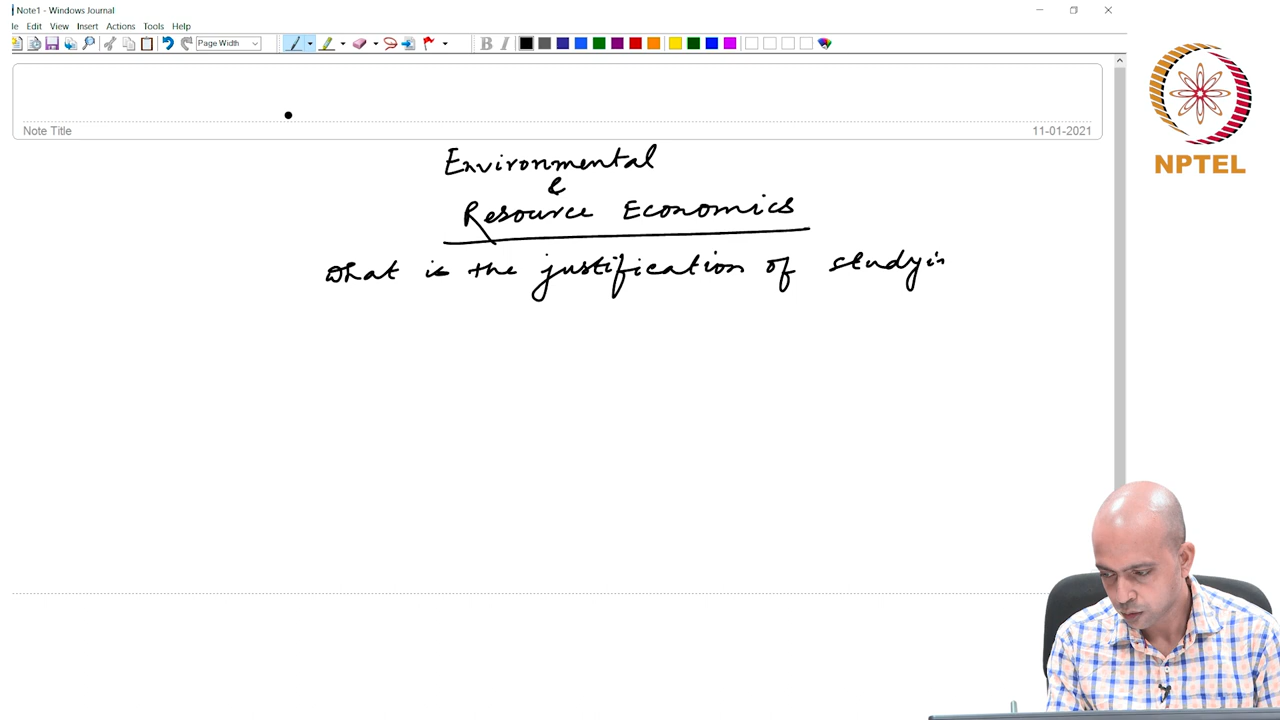 Note1 - Windows Journal
le Edit View Insert Actions Tools Help
Page Width
B I
Note Title
11-01-2021
NPTEL
Environmental
&
Resource Economics
What is the justification of studyin